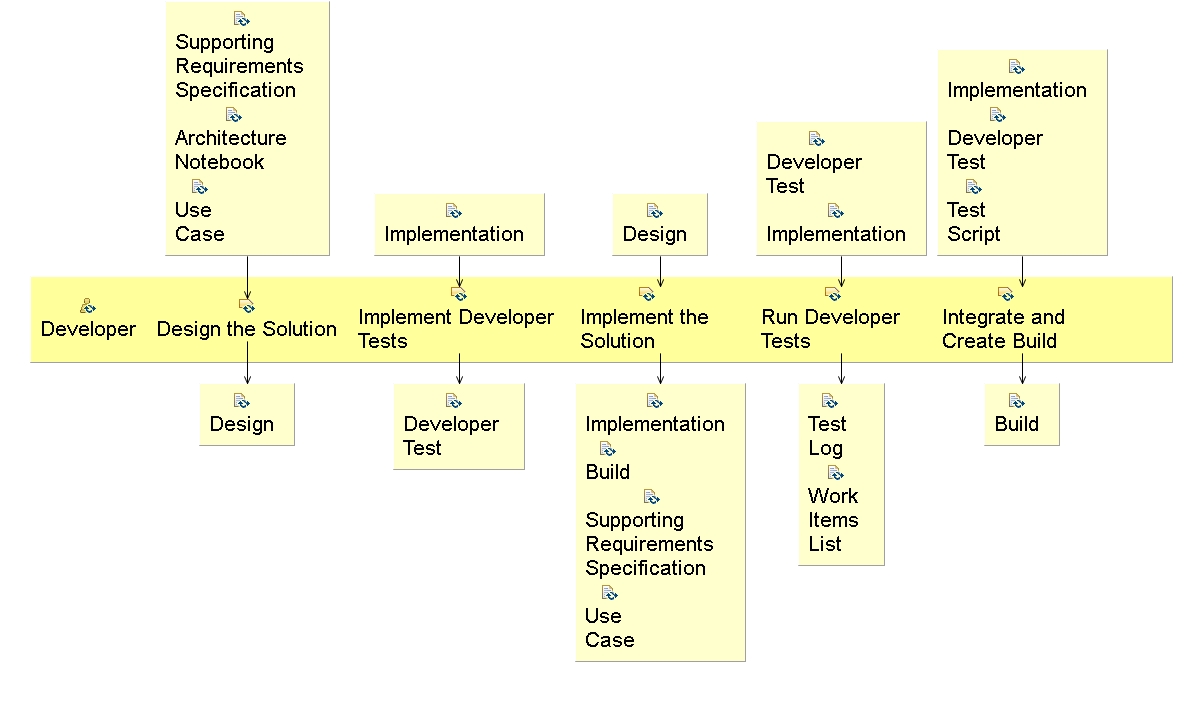 Supporting
Requirements
Specification
Architecture
Notebook
Use
Case
Implementation
Design
Developer
Test
Implementation
Implementation
Developer
Test
Test
Script
Developer
Design the Solution
Implement Developer
Tests
Implement the
Solution
Run Developer
Tests
Integrate and
Create Build
Design
Developer
Test
Implementation
Build
Supporting
Requirements
Specification
Use
Case
Test
Log
Work
Items
List
Build